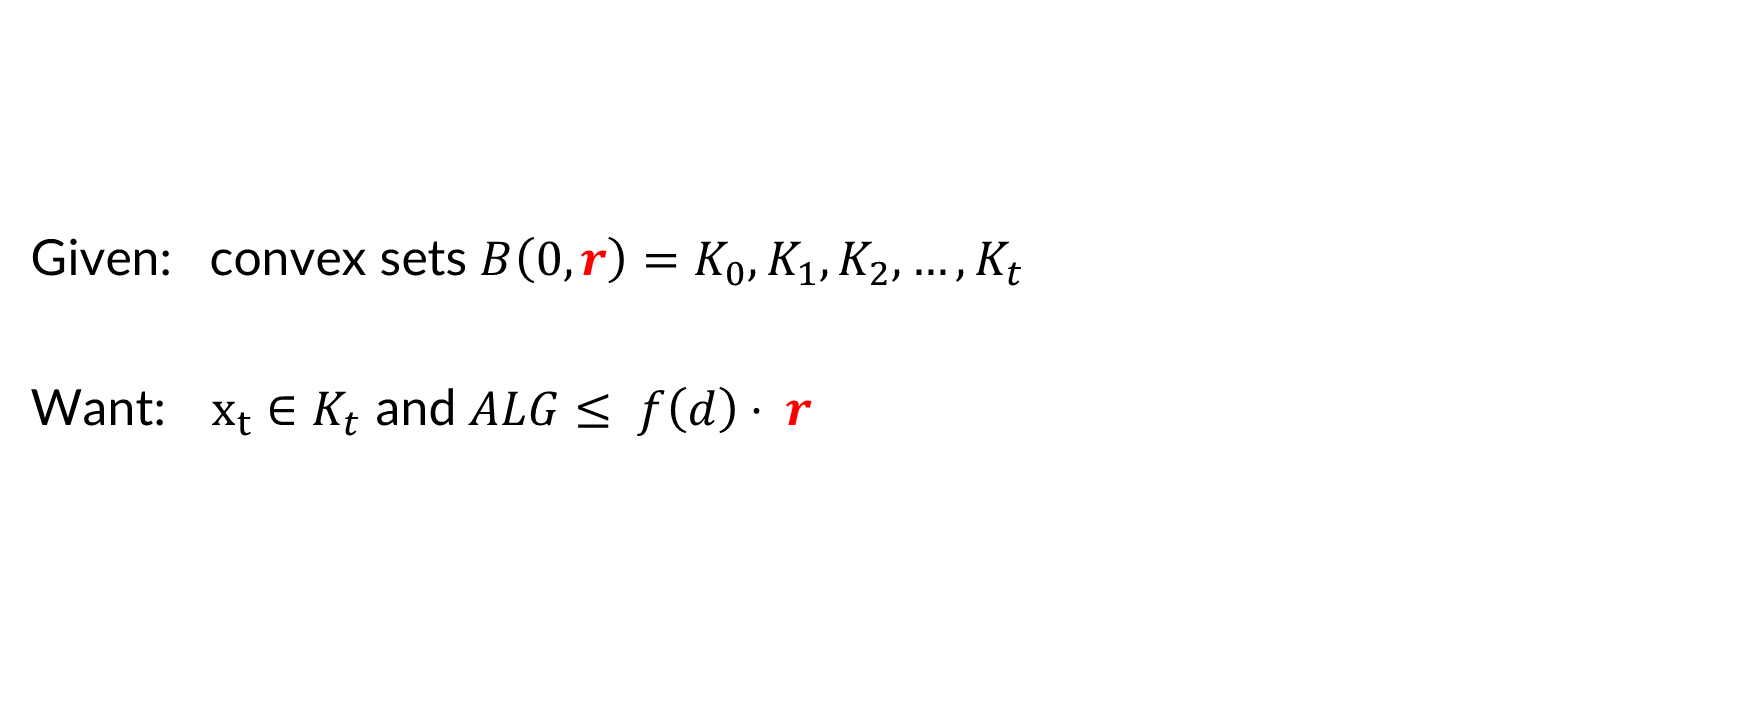 Given: convex sets B(0, r) = K₀, K₁, K₂, … , Kₜ
Want: xₜ ∈ Kₜ and ALG ≤ f(d) · r